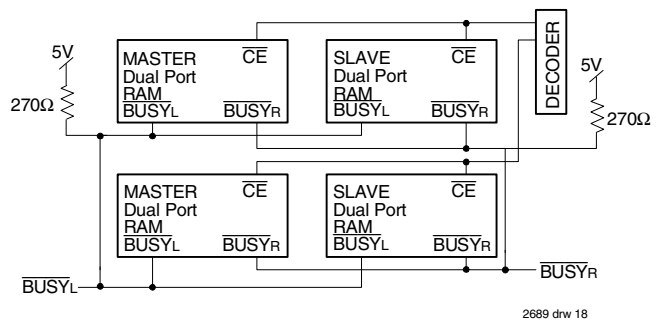 5V
270Ω
MASTER
Dual Port
RAM
BUSYL
CE
BUSYR
SLAVE
Dual Port
RAM
BUSYL
CE
BUSYR
DECODER
5V
270Ω
MASTER
Dual Port
RAM
BUSYL
CE
BUSYR
SLAVE
Dual Port
RAM
BUSYL
CE
BUSYR
BUSYL
BUSYR
2689 drw 18